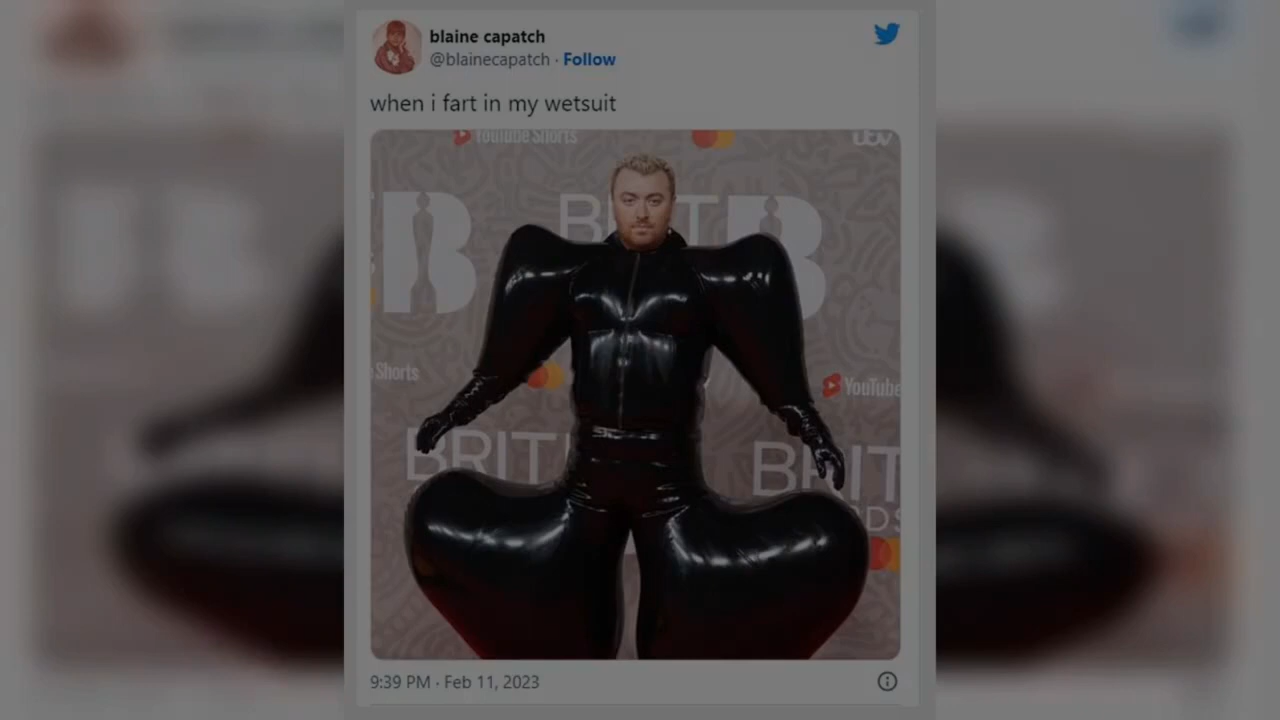 blaine capatch
@blainecapatch · Follow
when i fart in my wetsuit
YouTube Shorts
itv
B
BRIT
B
Shorts
YouTube
BRIT
BRIT
DS
9:39 PM · Feb 11, 2023